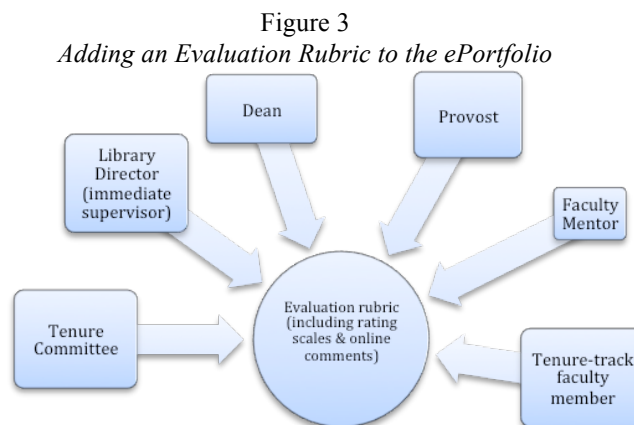 Figure 3
Adding an Evaluation Rubric to the ePortfolio
Dean
Provost
Library
Director
(immediate
supervisor)
Faculty
Mentor
Evaluation rubric
(including rating
scales & online
comments)
Tenure
Committee
Tenure-track
faculty
member